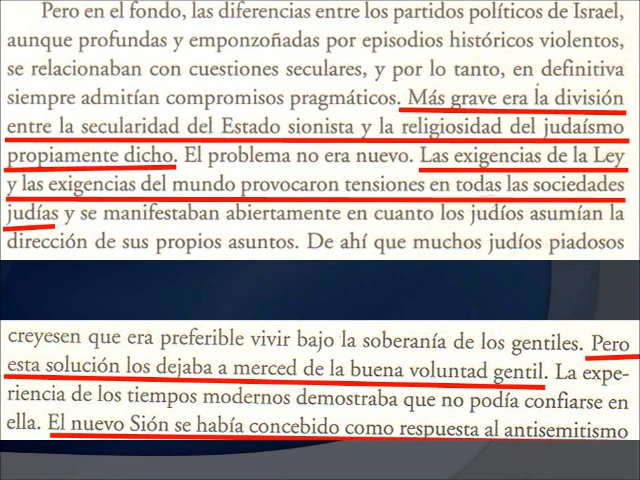 Pero en el fondo, las diferencias entre los partidos políticos de Israel,
aunque profundas y emponzoñadas por episodios históricos violentos,
se relacionaban con cuestiones seculares, y por lo tanto, en definitiva
siempre admitían compromisos pragmáticos. Más grave era la división
entre la secularidad del Estado sionista y la religiosidad del judaísmo
propiamente dicho. El problema no era nuevo. Las exigencias de la Ley
y las exigencias del mundo provocaron tensiones en todas las sociedades
judías y se manifestaban abiertamente en cuanto los judíos asumían la
dirección de sus propios asuntos. De ahí que muchos judíos piadosos
creyesen que era preferible vivir bajo la soberanía de los gentiles. Pero
esta solución los dejaba a merced de la buena voluntad gentil. La expe-
riencia de los tiempos modernos demostraba que no podía confiarse en
ella. El nuevo Sión se había concebido como respuesta al antisemitismo